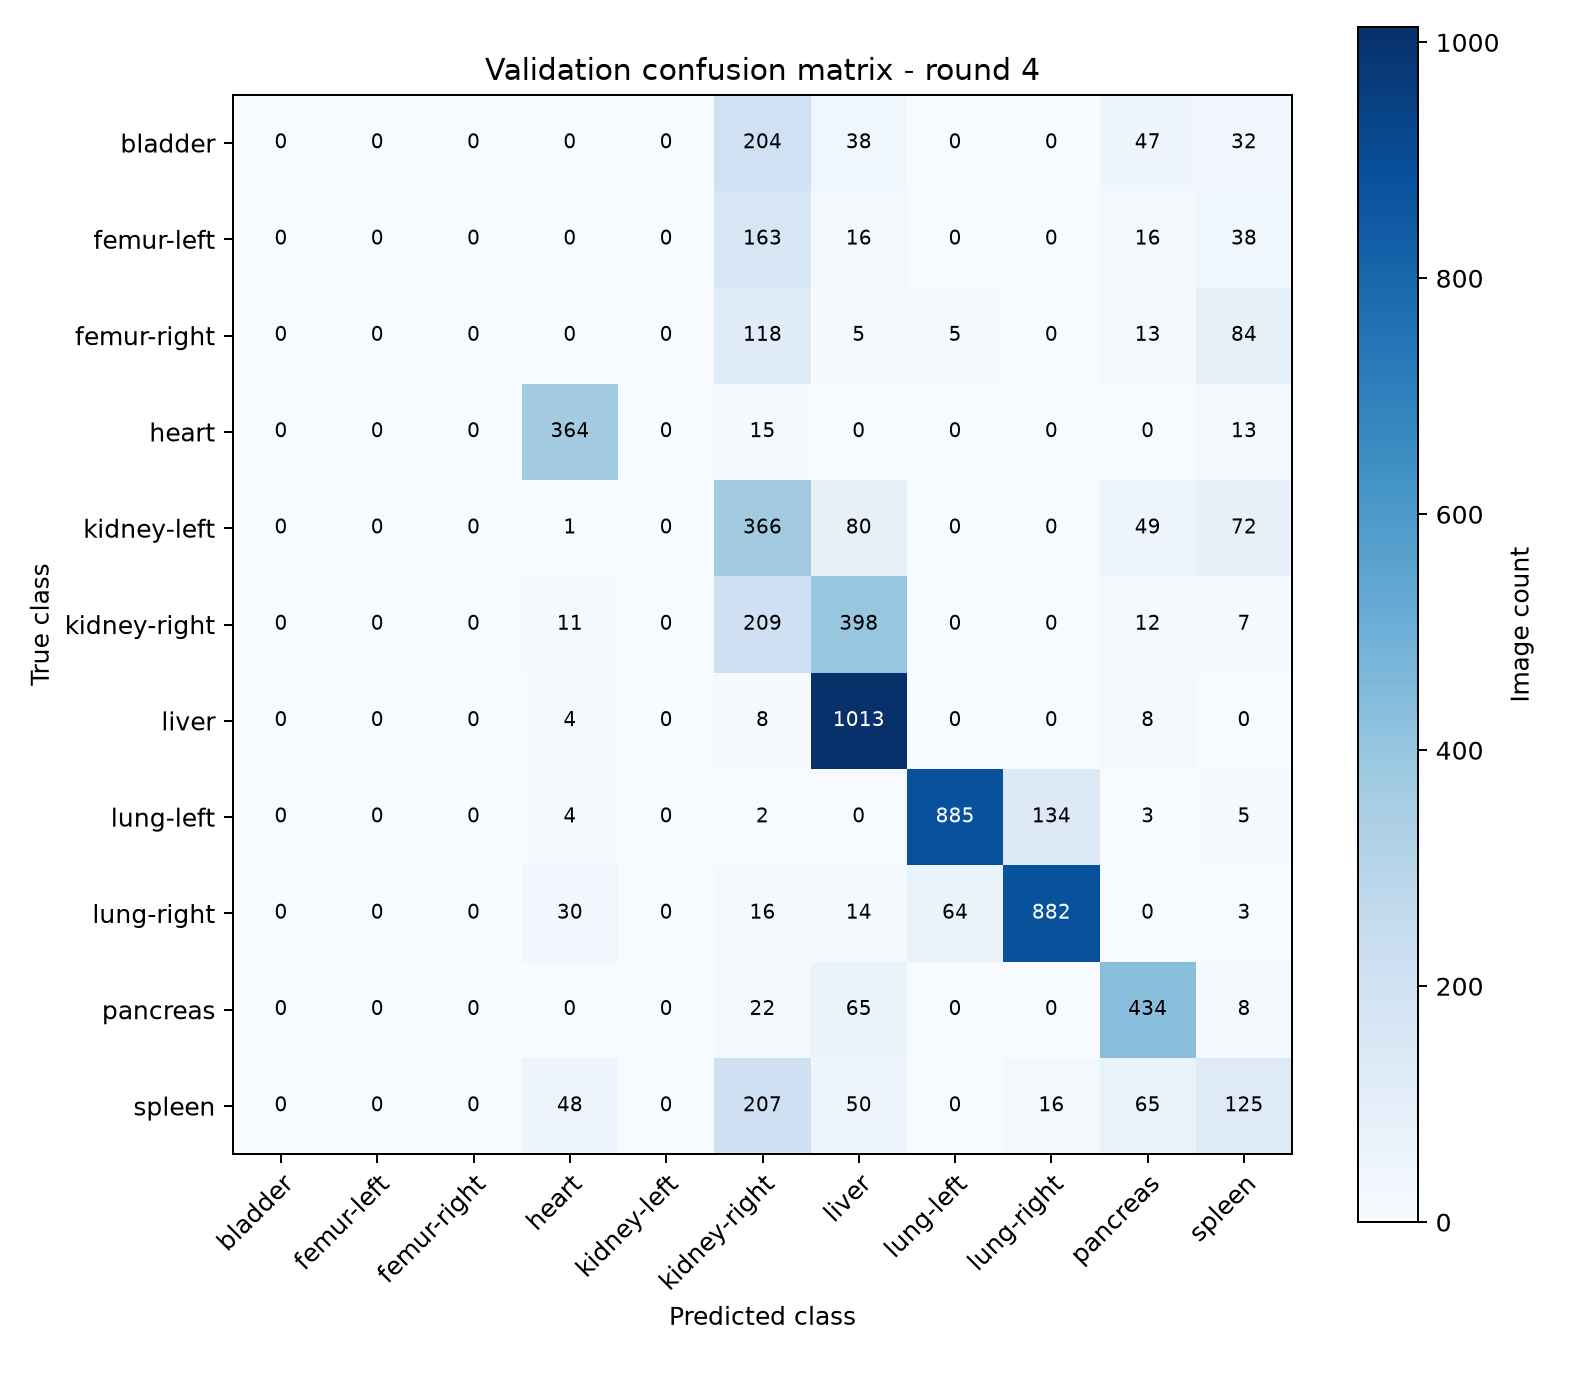 Validation confusion matrix - round 4
bladder 0 0 0 0 0 204 38 0 0 47 32
femur-left 0 0 0 0 0 163 16 0 0 16 38
femur-right 0 0 0 0 0 118 5 5 0 13 84
heart 0 0 0 364 0 15 0 0 0 0 13
kidney-left 0 0 0 1 0 366 80 0 0 49 72
kidney-right 0 0 0 11 0 209 398 0 0 12 7
liver 0 0 0 4 0 8 1013 0 0 8 0
lung-left 0 0 0 4 0 2 0 885 134 3 5
lung-right 0 0 0 30 0 16 14 64 882 0 3
pancreas 0 0 0 0 0 22 65 0 0 434 8
spleen 0 0 0 48 0 207 50 0 16 65 125
bladder femur-left femur-right heart kidney-left kidney-right liver lung-left lung-right pancreas spleen
Predicted class
True class
1000
800
600
400
200
0
Image count